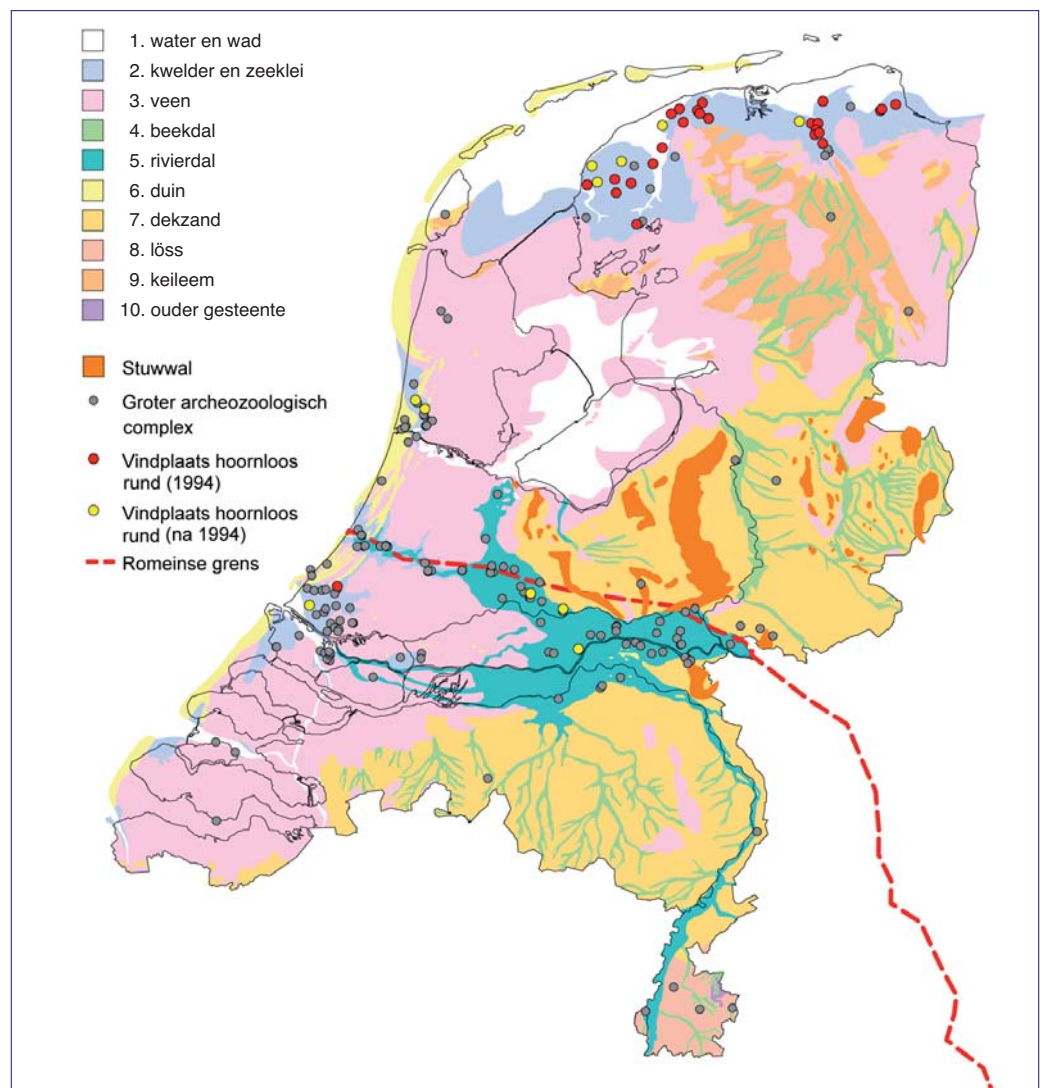 1. water en wad
2. kwelder en zeeklei
3. veen
4. beekdal
5. rivierdal
6. duin
7. dekzand
8. löss
9. keileem
10. ouder gesteente
Stuwwal
Groter archeozoologisch
complex
Vindplaats hoornloos
rund (1994)
Vindplaats hoornloos
rund (na 1994)
Romeinse grens